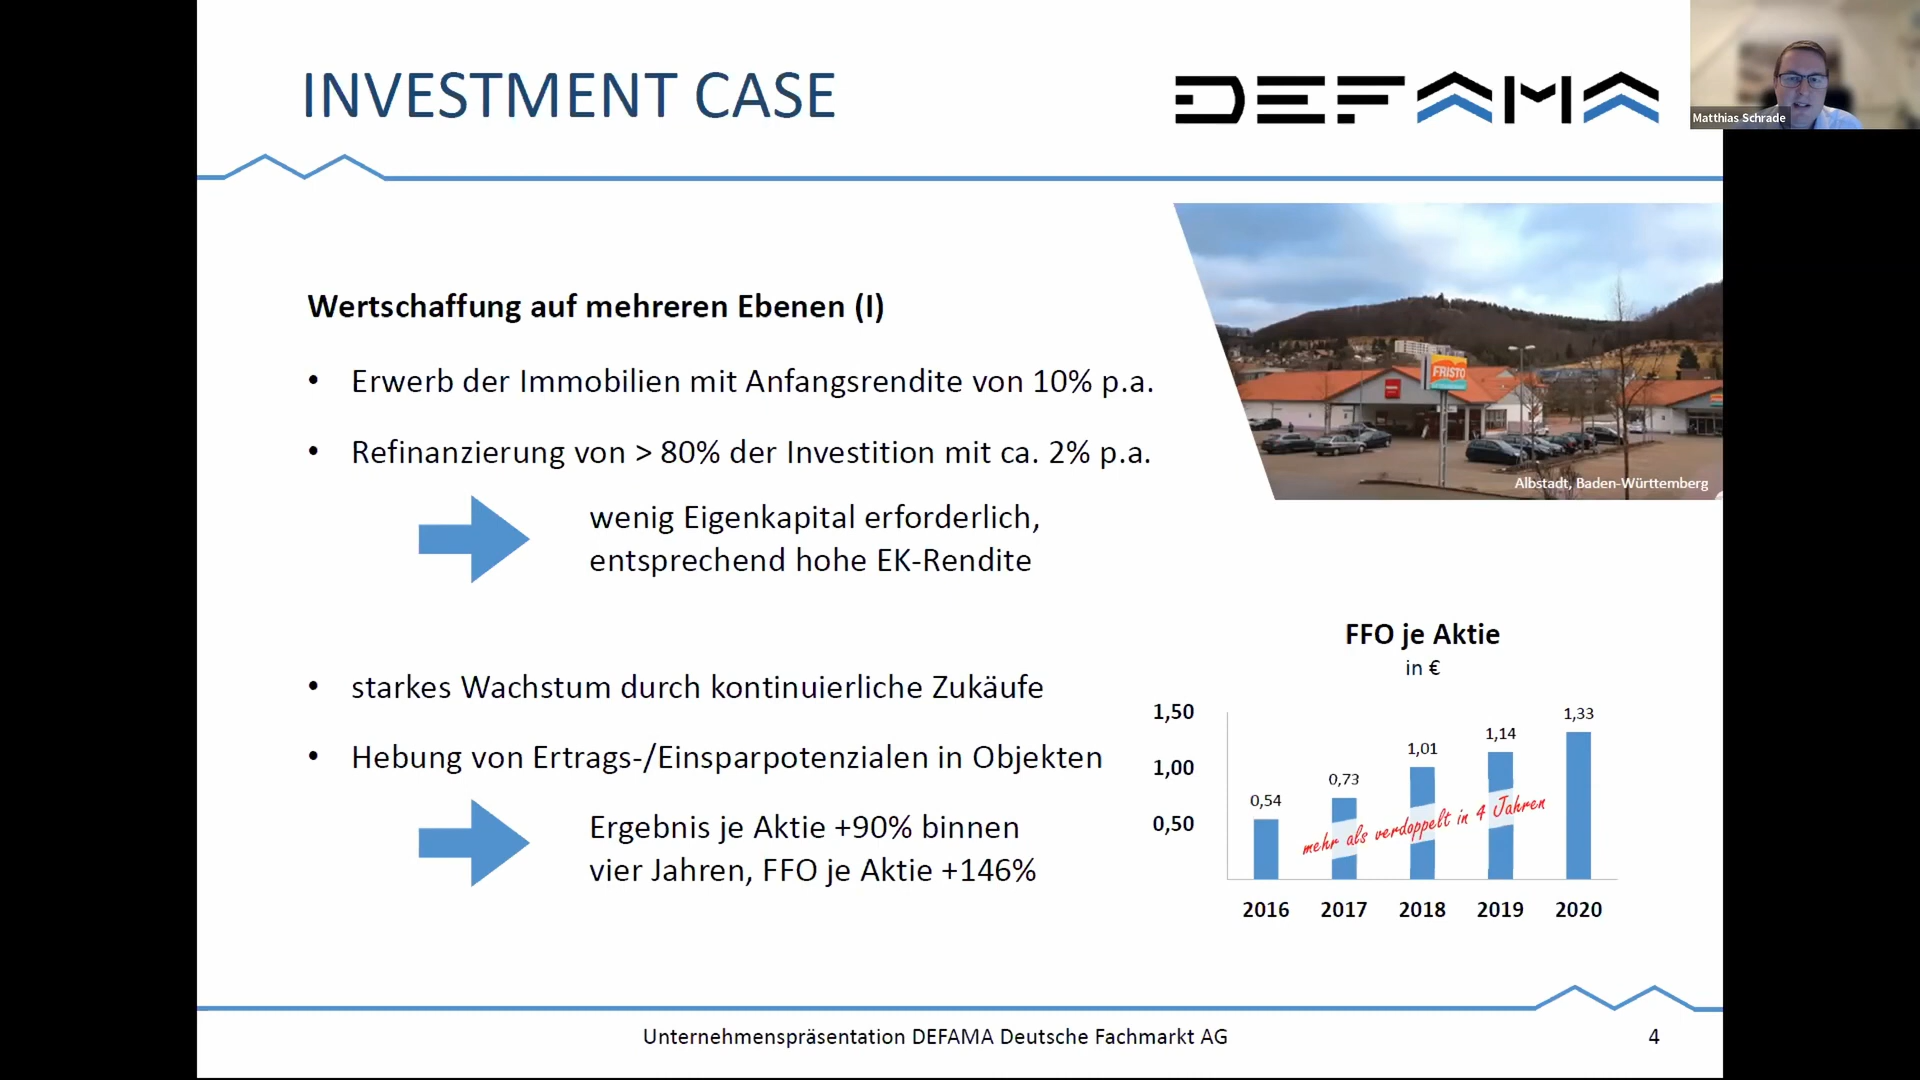 INVESTMENT CASE
DEFAMA
Matthias Schrade
Wertschaffung auf mehreren Ebenen (I)
• Erwerb der Immobilien mit Anfangsrendite von 10% p.a.
• Refinanzierung von > 80% der Investition mit ca. 2% p.a.
wenig Eigenkapital erforderlich,
entsprechend hohe EK-Rendite
FRISTO
Albstadt, Baden-Württemberg
• starkes Wachstum durch kontinuierliche Zukäufe
• Hebung von Ertrags-/Einsparpotenzialen in Objekten
Ergebnis je Aktie +90% binnen
vier Jahren, FFO je Aktie +146%
FFO je Aktie
in €
1,50
1,00
0,50
0,54
0,73
1,01
1,14
1,33
mehr als verdoppelt in 4 Jahren
2016 2017 2018 2019 2020
Unternehmenspräsentation DEFAMA Deutsche Fachmarkt AG
4